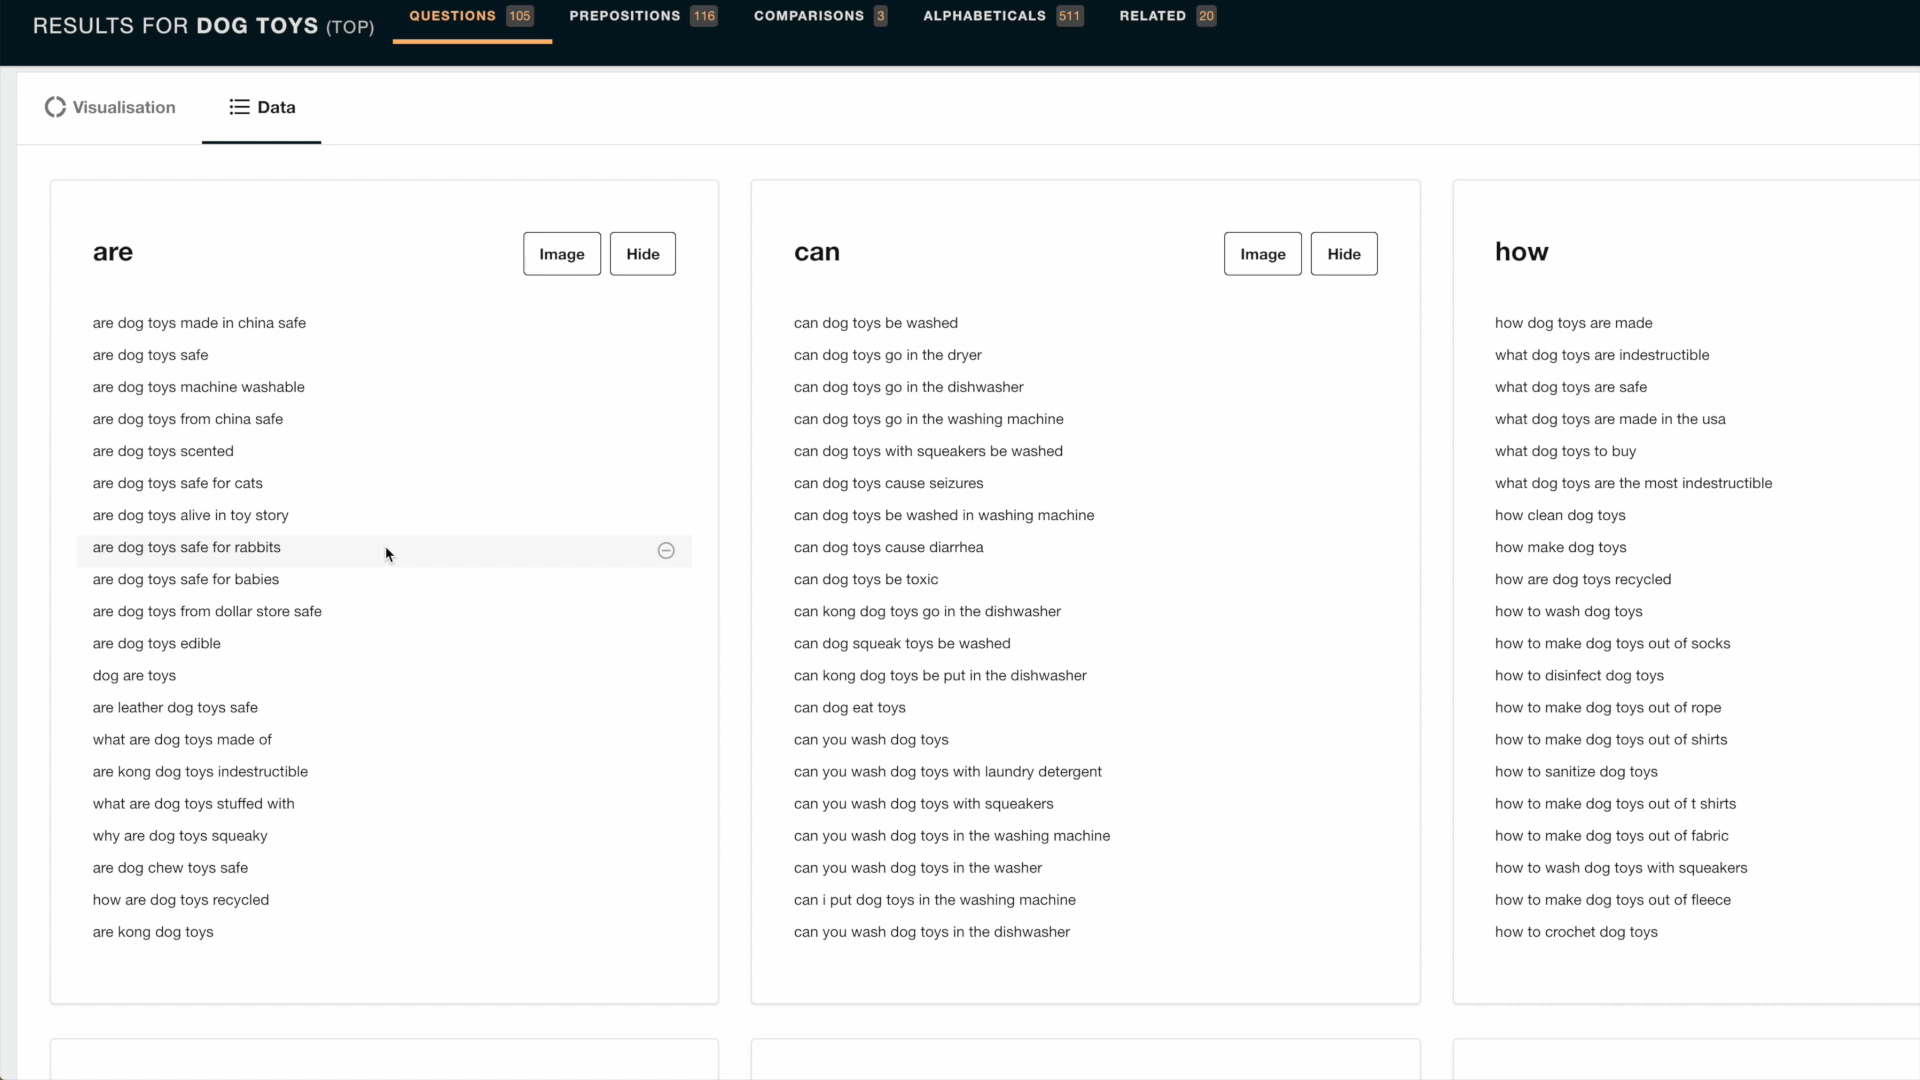 RESULTS FOR DOG TOYS (TOP)
QUESTIONS 105
PREPOSITIONS 116
COMPARISONS 3
ALPHABETICALS 511
RELATED 20
Visualisation
Data
are
Image
Hide
are dog toys made in china safe
are dog toys safe
are dog toys machine washable
are dog toys from china safe
are dog toys scented
are dog toys safe for cats
are dog toys alive in toy story
are dog toys safe for rabbits
are dog toys safe for babies
are dog toys from dollar store safe
are dog toys edible
dog are toys
are leather dog toys safe
what are dog toys made of
are kong dog toys indestructible
what are dog toys stuffed with
why are dog toys squeaky
are dog chew toys safe
how are dog toys recycled
are kong dog toys
can
Image
Hide
can dog toys be washed
can dog toys go in the dryer
can dog toys go in the dishwasher
can dog toys go in the washing machine
can dog toys with squeakers be washed
can dog toys cause seizures
can dog toys be washed in washing machine
can dog toys cause diarrhea
can dog toys be toxic
can kong dog toys go in the dishwasher
can dog squeak toys be washed
can kong dog toys be put in the dishwasher
can dog eat toys
can you wash dog toys
can you wash dog toys with laundry detergent
can you wash dog toys with squeakers
can you wash dog toys in the washing machine
can you wash dog toys in the washer
can i put dog toys in the washing machine
can you wash dog toys in the dishwasher
how
how dog toys are made
what dog toys are indestructible
what dog toys are safe
what dog toys are made in the usa
what dog toys to buy
what dog toys are the most indestructible
how clean dog toys
how make dog toys
how are dog toys recycled
how to wash dog toys
how to make dog toys out of socks
how to disinfect dog toys
how to make dog toys out of rope
how to make dog toys out of shirts
how to sanitize dog toys
how to make dog toys out of t shirts
how to make dog toys out of fabric
how to wash dog toys with squeakers
how to make dog toys out of fleece
how to crochet dog toys